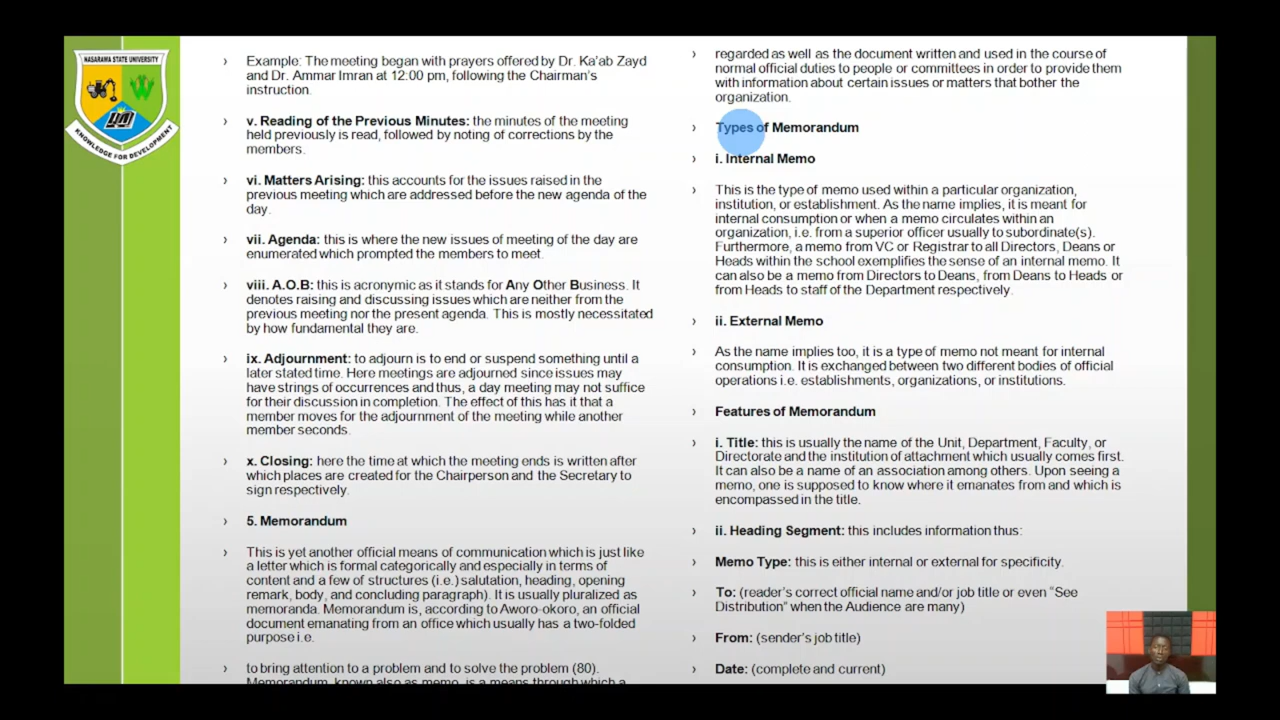 NASARAWA STATE UNIVERSITY
KNOWLEDGE FOR DEVELOPMENT
› Example: The meeting began with prayers offered by Dr. Ka'ab Zayd
and Dr. Ammar Imran at 12:00 pm, following the Chairman's
instruction.
› v. Reading of the Previous Minutes: the minutes of the meeting
held previously is read, followed by noting of corrections by the
members.
› vi. Matters Arising: this accounts for the issues raised in the
previous meeting which are addressed before the new agenda of the
day.
› vii. Agenda: this is where the new issues of meeting of the day are
enumerated which prompted the members to meet.
› viii. A.O.B: this is acronymic as it stands for Any Other Business. It
denotes raising and discussing issues which are neither from the
previous meeting nor the present agenda. This is mostly necessitated
by how fundamental they are.
› ix. Adjournment: to adjourn is to end or suspend something until a
later stated time. Here meetings are adjourned since issues may
have strings of occurrences and thus, a day meeting may not suffice
for their discussion in completion. The effect of this has it that a
member moves for the adjournment of the meeting while another
member seconds.
› x. Closing: here the time at which the meeting ends is written after
which places are created for the Chairperson and the Secretary to
sign respectively.
› 5. Memorandum
› This is yet another official means of communication which is just like
a letter which is formal categorically and especially in terms of
content and a few of structures (i.e.) salutation, heading, opening
remark, body, and concluding paragraph). It is usually pluralized as
memoranda. Memorandum is, according to Aworo-okoro, an official
document emanating from an office which usually has a two-folded
purpose i.e.
› to bring attention to a problem and to solve the problem (80).
Memorandum, known also as memo, is a means through which a
› regarded as well as the document written and used in the course of
normal official duties to people or committees in order to provide them
with information about certain issues or matters that bother the
organization.
› Types of Memorandum
› i. Internal Memo
› This is the type of memo used within a particular organization,
institution, or establishment. As the name implies, it is meant for
internal consumption or when a memo circulates within an
organization, i.e. from a superior officer usually to subordinate(s).
Furthermore, a memo from VC or Registrar to all Directors, Deans or
Heads within the school exemplifies the sense of an internal memo. It
can also be a memo from Directors to Deans, from Deans to Heads or
from Heads to staff of the Department respectively.
› ii. External Memo
› As the name implies too, it is a type of memo not meant for internal
consumption. It is exchanged between two different bodies of official
operations i.e. establishments, organizations, or institutions.
› Features of Memorandum
› i. Title: this is usually the name of the Unit, Department, Faculty, or
Directorate and the institution of attachment which usually comes first.
It can also be a name of an association among others. Upon seeing a
memo, one is supposed to know where it emanates from and which is
encompassed in the title.
› ii. Heading Segment: this includes information thus:
› Memo Type: this is either internal or external for specificity.
› To: (reader's correct official name and/or job title or even “See
Distribution” when the Audience are many)
› From: (sender's job title)
› Date: (complete and current)